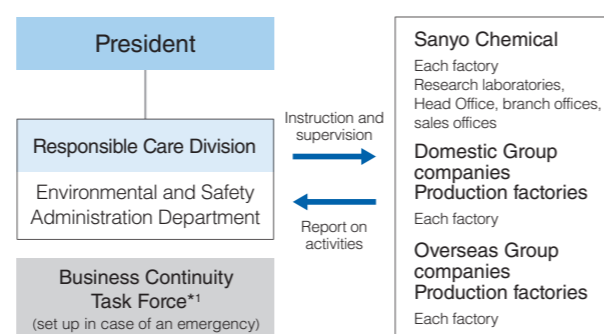 President
Responsible Care Division
Environmental and Safety
Administration Department
Business Continuity
Task Force*1
(set up in case of an emergency)
Instruction and
supervision
Report on
activities
Sanyo Chemical
Each factory
Research laboratories,
Head Office, branch offices,
sales offices
Domestic Group
companies
Production factories
Each factory
Overseas Group
companies
Production factories
Each factory